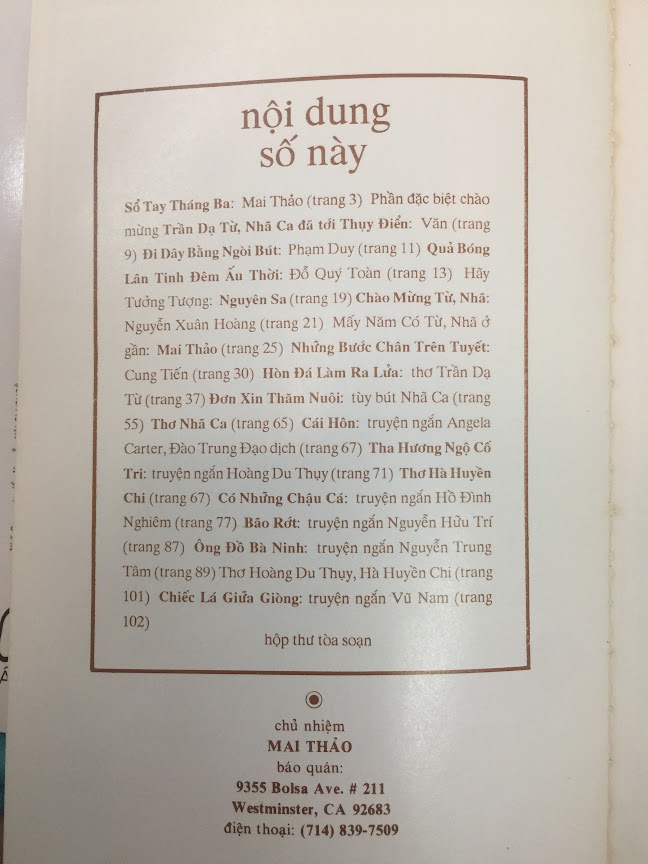 nội dung
số này
Sổ Tay Tháng Ba: Mai Thảo (trang 3) Phần đặc biệt chào
mừng Trần Dạ Từ, Nhã Ca đã tới Thụy Điển: Văn (trang
9) Đi Dây Bằng Ngòi Bút: Phạm Duy (trang 11) Quả Bóng
Lân Tinh Đêm Ấu Thời: Đỗ Quý Toàn (trang 13) Hãy
Tưởng Tượng: Nguyên Sa (trang 19) Chào Mừng Từ, Nhã:
Nguyễn Xuân Hoàng (trang 21) Mấy Năm Có Từ, Nhã ở
gần: Mai Thảo (trang 25) Những Bước Chân Trên Tuyết:
Cung Tiến (trang 30) Hòn Đá Làm Ra Lửa: thơ Trần Dạ
Từ (trang 37) Đơn Xin Thăm Nuôi: tùy bút Nhã Ca (trang
55) Thơ Nhã Ca (trang 65) Cái Hôn: truyện ngắn Angela
Carter, Đào Trung Đạo dịch (trang 67) Tha Hương Ngộ Cố
Tri: truyện ngắn Hoàng Du Thụy (trang 71) Thơ Hà Huyền
Chi (trang 67) Có Những Chậu Cá: truyện ngắn Hồ Đình
Nghiêm (trang 77) Bão Rớt: truyện ngắn Nguyễn Hữu Trí
(trang 87) Ông Đồ Bà Ninh: truyện ngắn Nguyễn Trung
Tâm (trang 89) Thơ Hoàng Du Thụy, Hà Huyền Chi (trang
101) Chiếc Lá Giữa Giòng: truyện ngắn Vũ Nam (trang
102)
hộp thư tòa soạn
chủ nhiệm
MAI THẢO
báo quán:
9355 Bolsa Ave. # 211
Westminster, CA 92683
điện thoại: (714) 839-7509